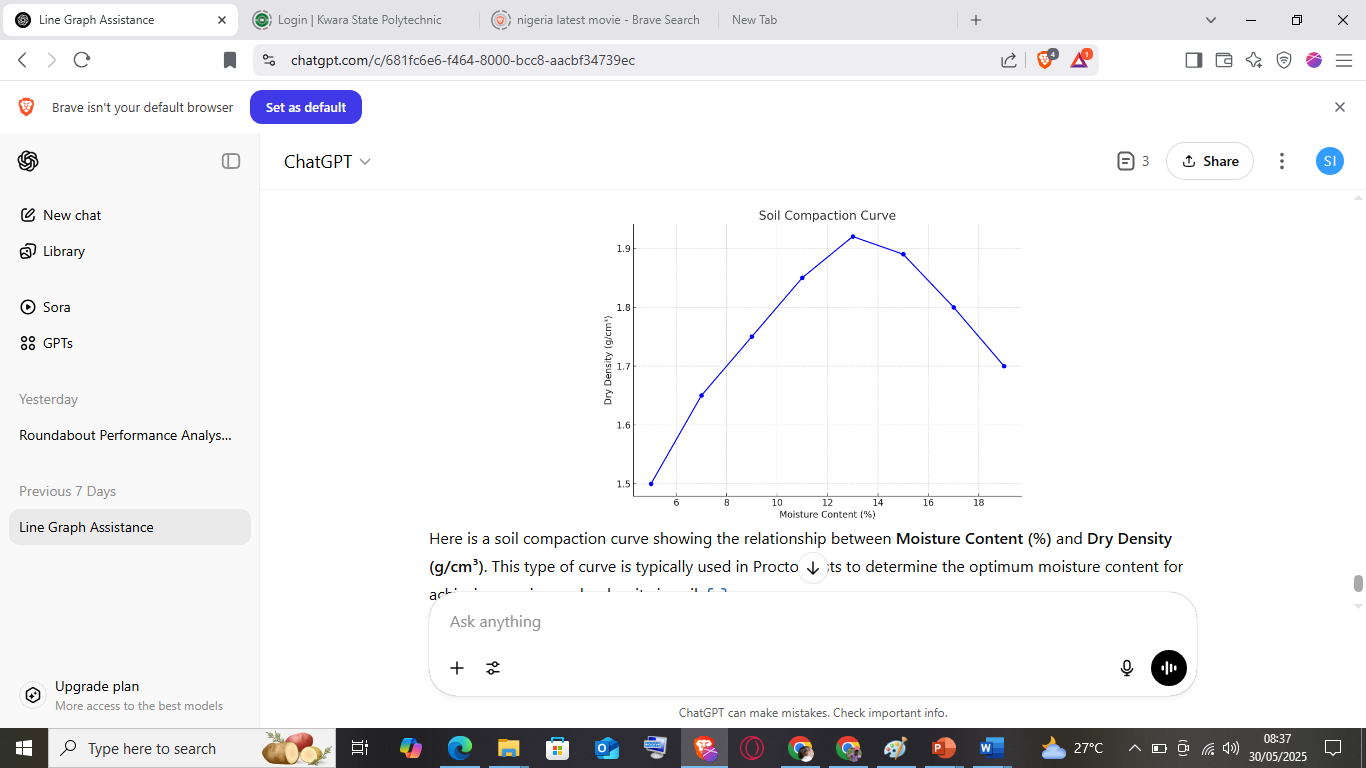 Line Graph Assistance
Login | Kwara State Polytechnic
nigeria latest movie - Brave Search
New Tab
chatgpt.com/c/681fc6e6-f464-8000-bcc8-aacbf34739ec
4
1
Brave isn't your default browser
Set as default
ChatGPT
3
Share
SI
New chat
Library
Sora
GPTs
Yesterday
Roundabout Performance Analys...
Previous 7 Days
Line Graph Assistance
Upgrade plan
More access to the best models
Soil Compaction Curve
Dry Density (g/cm³)
1.9
1.8
1.7
1.6
1.5
6 8 10 12 14 16 18
Moisture Content (%)
Here is a soil compaction curve showing the relationship between Moisture Content (%) and Dry Density
(g/cm³). This type of curve is typically used in Procto sts to determine the optimum moisture content for
Ask anything
ChatGPT can make mistakes. Check important info.
Type here to search
27°C
08:37
30/05/2025